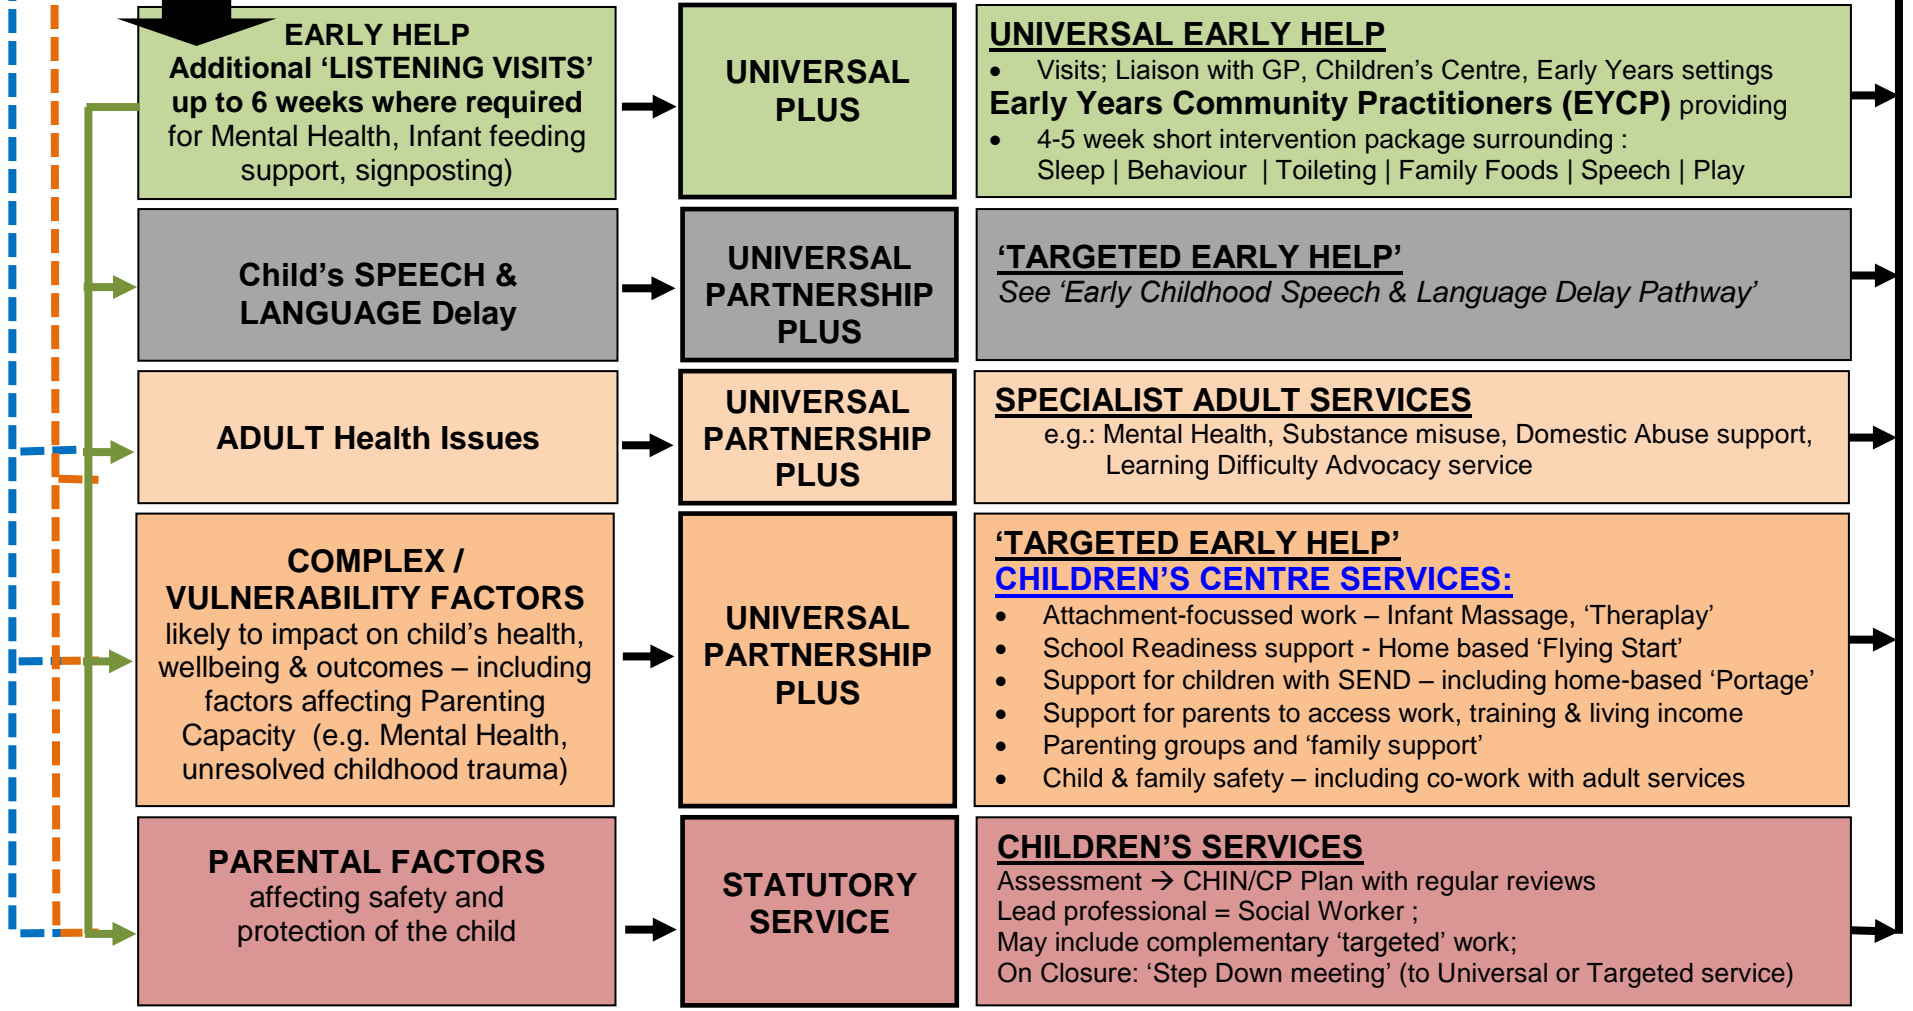 EARLY HELP
Additional ‘LISTENING VISITS’
up to 6 weeks where required
for Mental Health, Infant feeding
support, signposting)
UNIVERSAL
PLUS
UNIVERSAL EARLY HELP
• Visits; Liaison with GP, Children’s Centre, Early Years settings
Early Years Community Practitioners (EYCP) providing
• 4-5 week short intervention package surrounding :
Sleep | Behaviour | Toileting | Family Foods | Speech | Play
Child’s SPEECH &
LANGUAGE Delay
UNIVERSAL
PARTNERSHIP
PLUS
‘TARGETED EARLY HELP’
See ‘Early Childhood Speech & Language Delay Pathway’
ADULT Health Issues
UNIVERSAL
PARTNERSHIP
PLUS
SPECIALIST ADULT SERVICES
e.g.: Mental Health, Substance misuse, Domestic Abuse support,
Learning Difficulty Advocacy service
COMPLEX /
VULNERABILITY FACTORS
likely to impact on child’s health,
wellbeing & outcomes – including
factors affecting Parenting
Capacity (e.g. Mental Health,
unresolved childhood trauma)
UNIVERSAL
PARTNERSHIP
PLUS
‘TARGETED EARLY HELP’
CHILDREN’S CENTRE SERVICES:
• Attachment-focussed work – Infant Massage, ‘Theraplay’
• School Readiness support - Home based ‘Flying Start’
• Support for children with SEND – including home-based ‘Portage’
• Support for parents to access work, training & living income
• Parenting groups and ‘family support’
• Child & family safety – including co-work with adult services
PARENTAL FACTORS
affecting safety and
protection of the child
STATUTORY
SERVICE
CHILDREN’S SERVICES
Assessment → CHIN/CP Plan with regular reviews
Lead professional = Social Worker ;
May include complementary ‘targeted’ work;
On Closure: ‘Step Down meeting’ (to Universal or Targeted service)